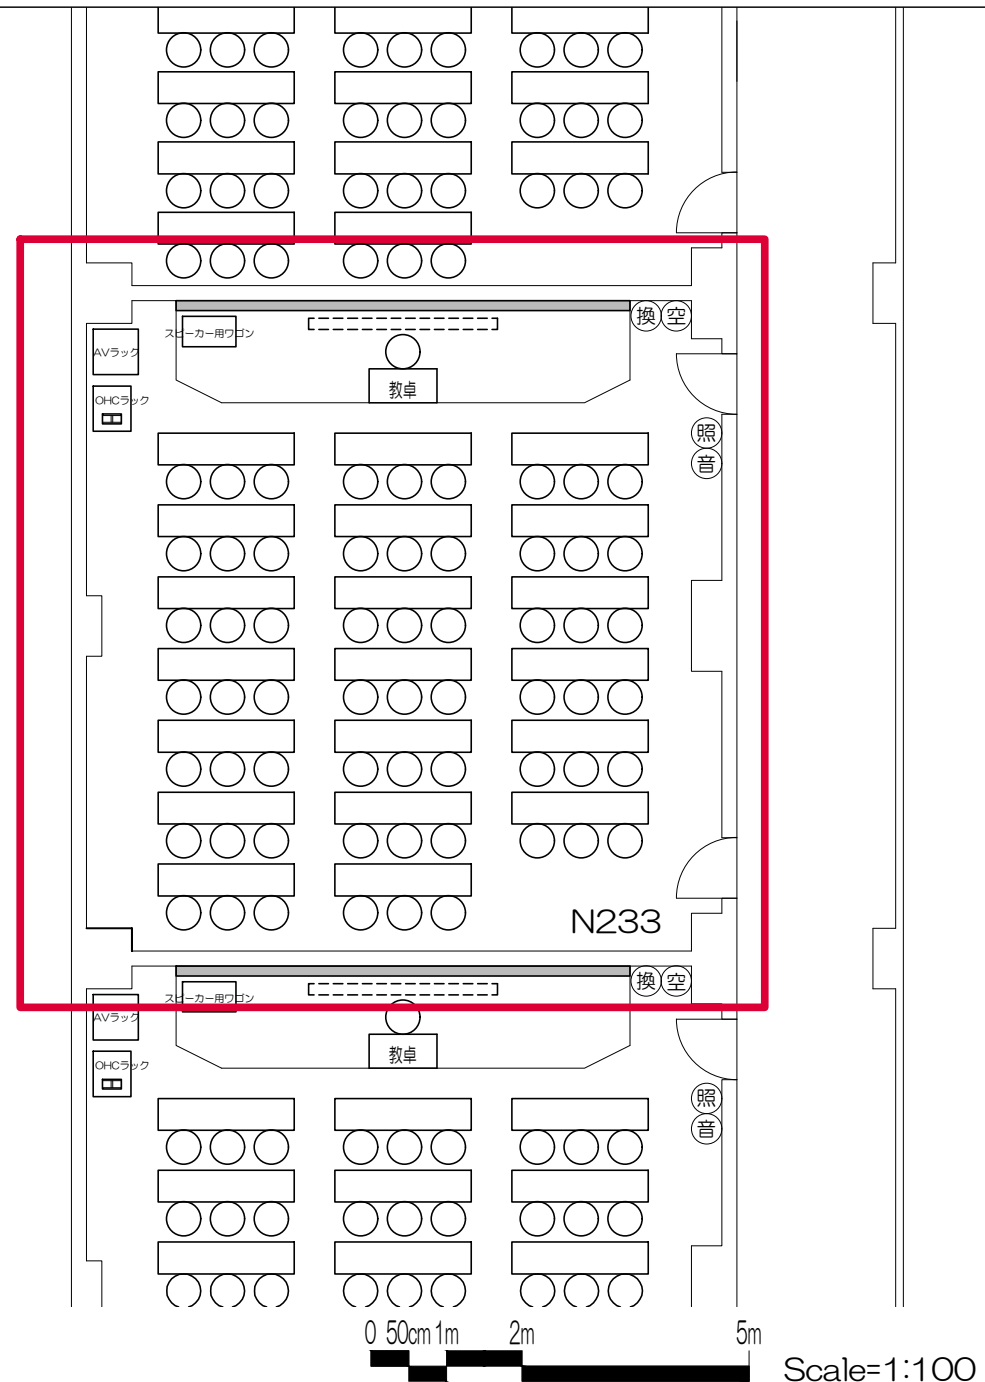 換 空
スピーカー用ワゴン
AVラック
教卓
OHCラック
照
音
N233
換 空
スピーカー用ワゴン
AVラック
教卓
OHCラック
照
音
0 50cm 1m 2m 5m
Scale=1:100